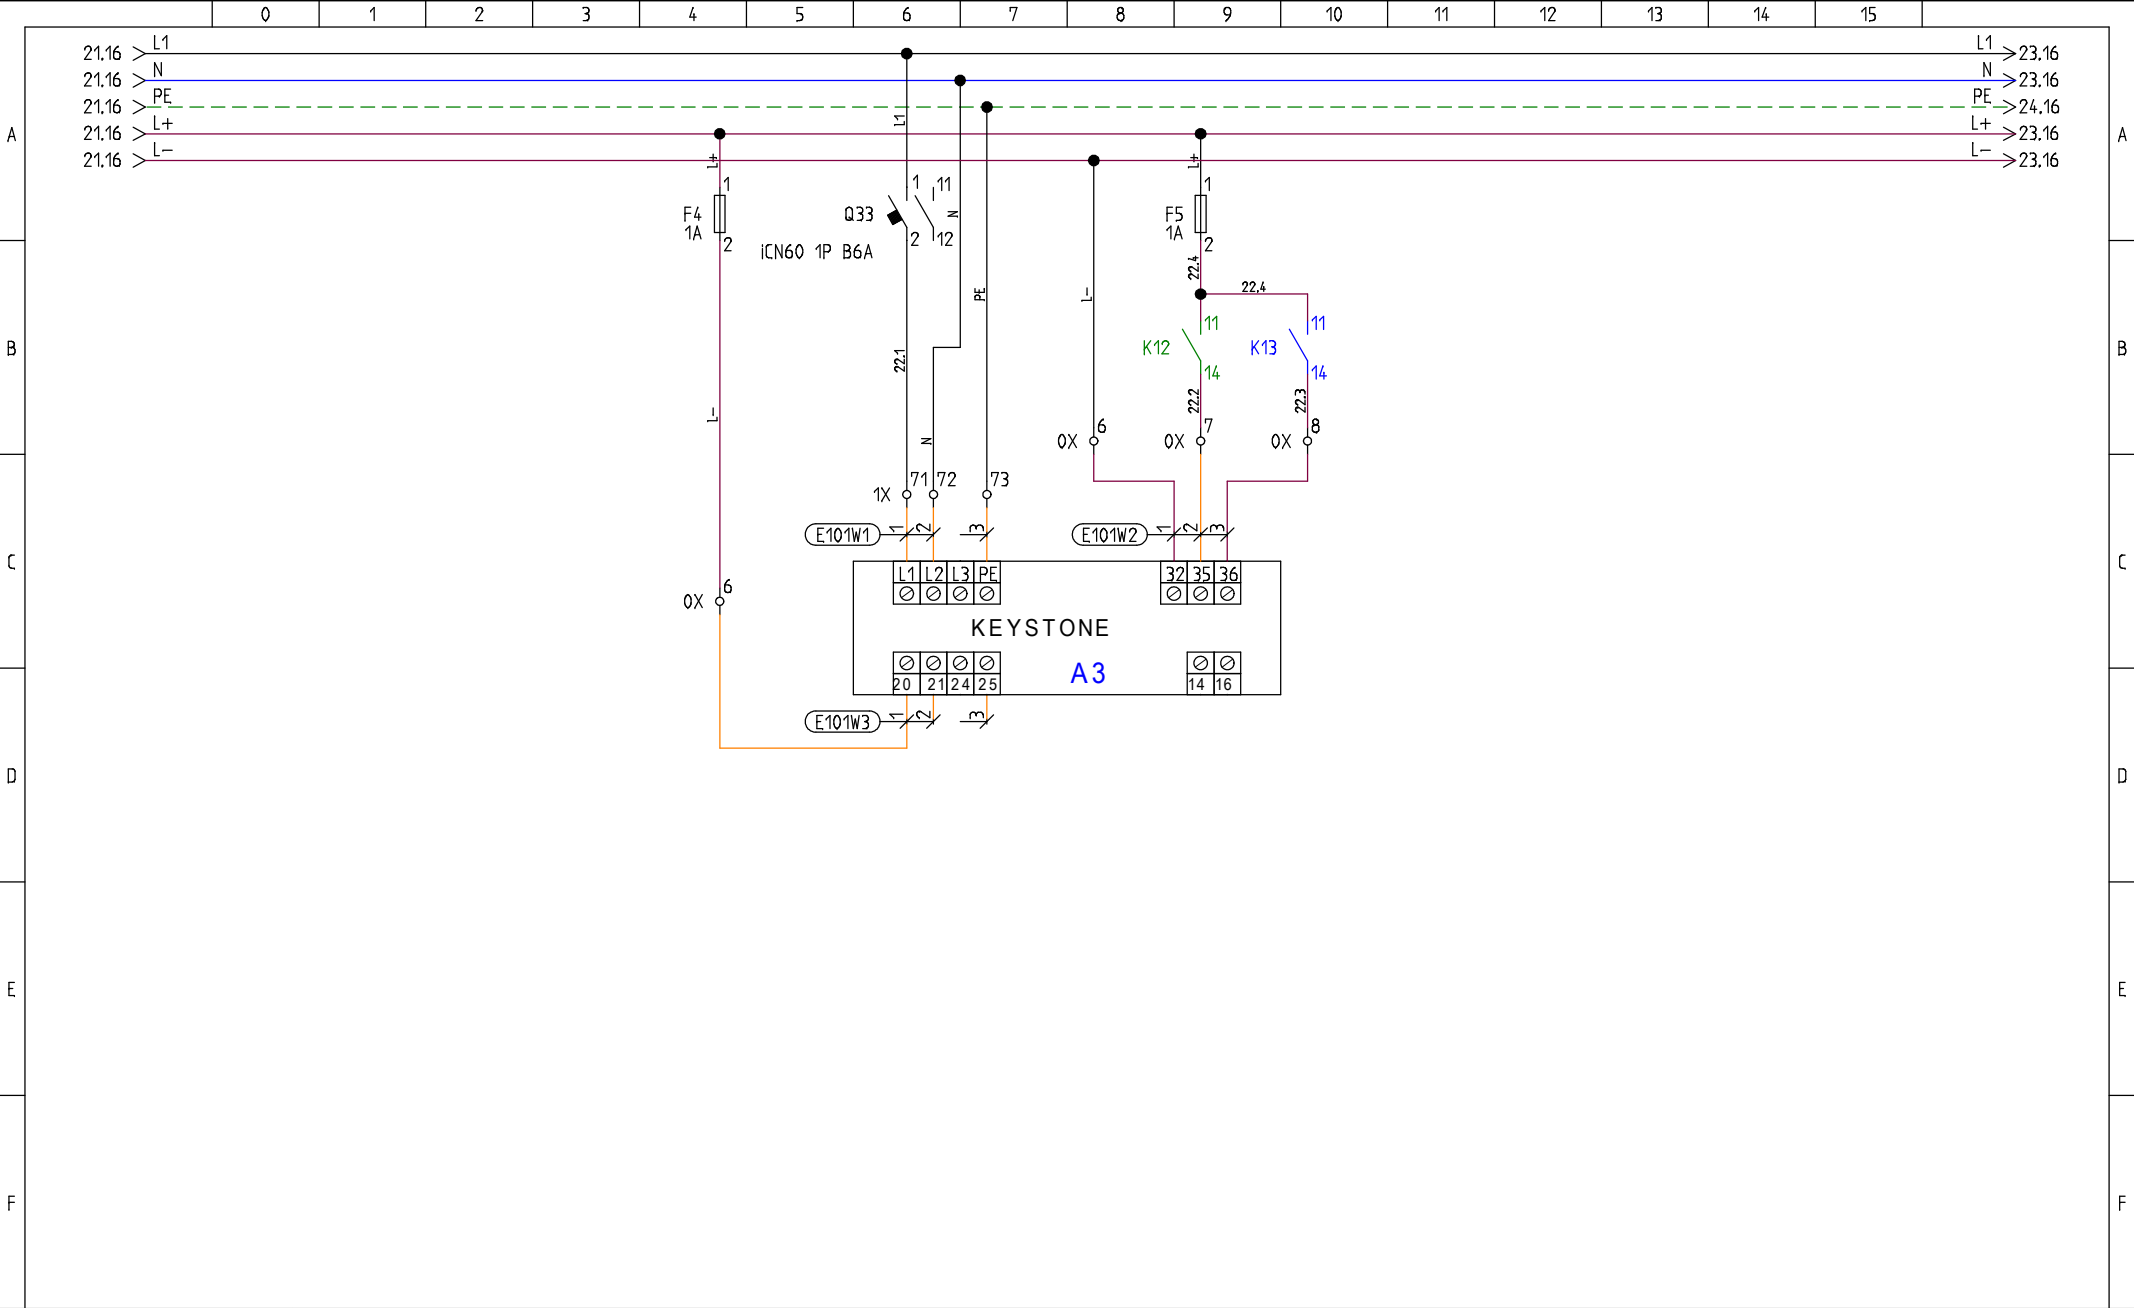 0 1 2 3 4 5 6 7 8 9 10 11 12 13 14 15
21.16 L1 L1 23.16
21.16 N N 23.16
21.16 PE PE 24.16
A 21.16 L+ L1 L+ 23.16 A
21.16 L- L+ L+ L- 23.16
1 1 11 1
F4 Q33 N F5
1A 1A
2 2 12 2
iCN60 1P B6A
22.4
PE L- 22.4
11 11
B K12 K13 B
22.1
14 14
22.2 22.3
L-
6 7 8
N 0X 0X 0X
71 72 73
1X
E101W1 1 2 3 E101W2 1 2 3
C C
L1 L2 L3 PE 32 35 36
6
0X
KEYSTONE
A3
20 21 24 25 14 16
E101W3 1 2 3
D D
E E
F F